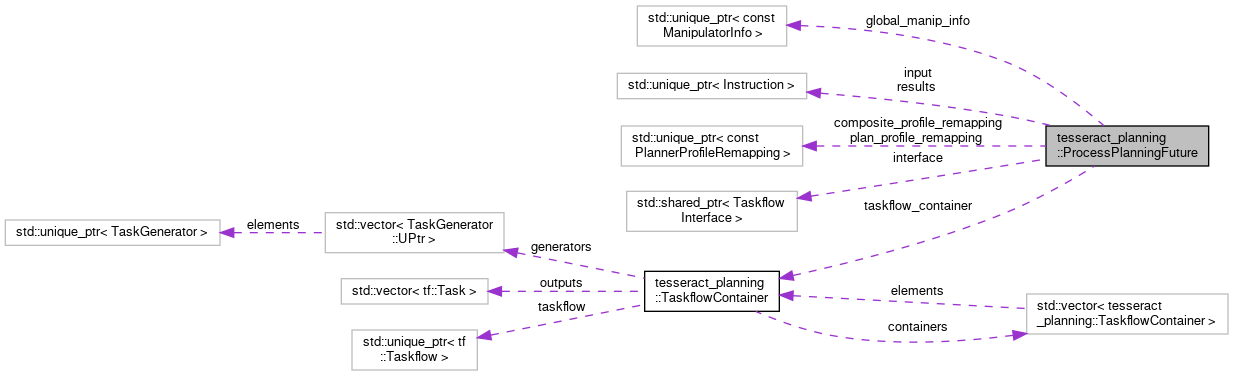 std::unique_ptr< const
ManipulatorInfo >
global_manip_info
std::unique_ptr< Instruction >
input
results
std::unique_ptr< const
PlannerProfileRemapping >
composite_profile_remapping
plan_profile_remapping
tesseract_planning
::ProcessPlanningFuture
interface
std::shared_ptr< Taskflow
Interface >
taskflow_container
std::unique_ptr< TaskGenerator >
elements
std::vector< TaskGenerator
::UPtr >
generators
std::vector< tf::Task >
outputs
tesseract_planning
::TaskflowContainer
elements
std::vector< tesseract
_planning::TaskflowContainer >
taskflow
containers
std::unique_ptr< tf
::Taskflow >